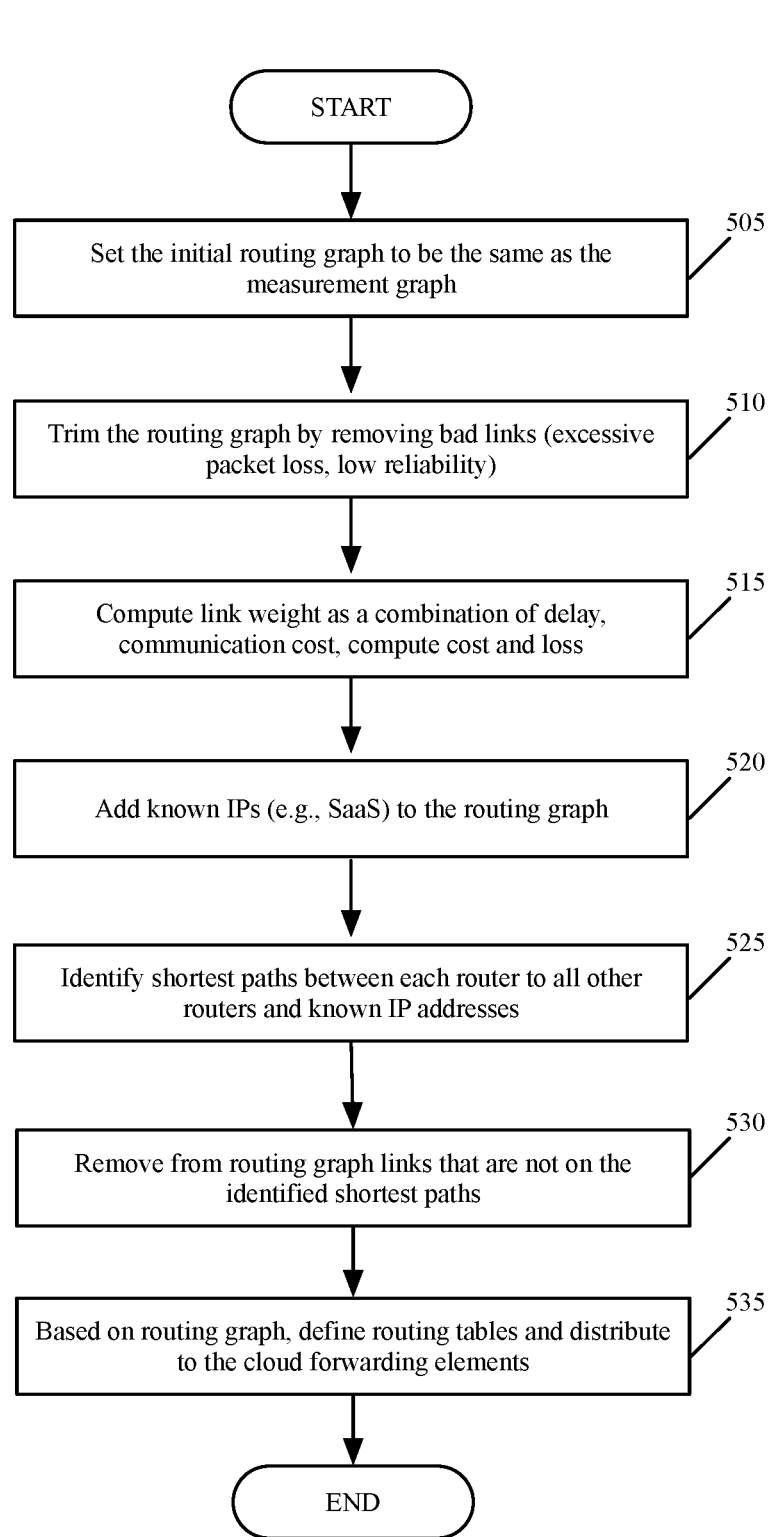 START
505
Set the initial routing graph to be the same as the
measurement graph
510
Trim the routing graph by removing bad links (excessive
packet loss, low reliability)
515
Compute link weight as a combination of delay,
communication cost, compute cost and loss
520
Add known IPs (e.g., SaaS) to the routing graph
525
Identify shortest paths between each router to all other
routers and known IP addresses
530
Remove from routing graph links that are not on the
identified shortest paths
535
Based on routing graph, define routing tables and distribute
to the cloud forwarding elements
END